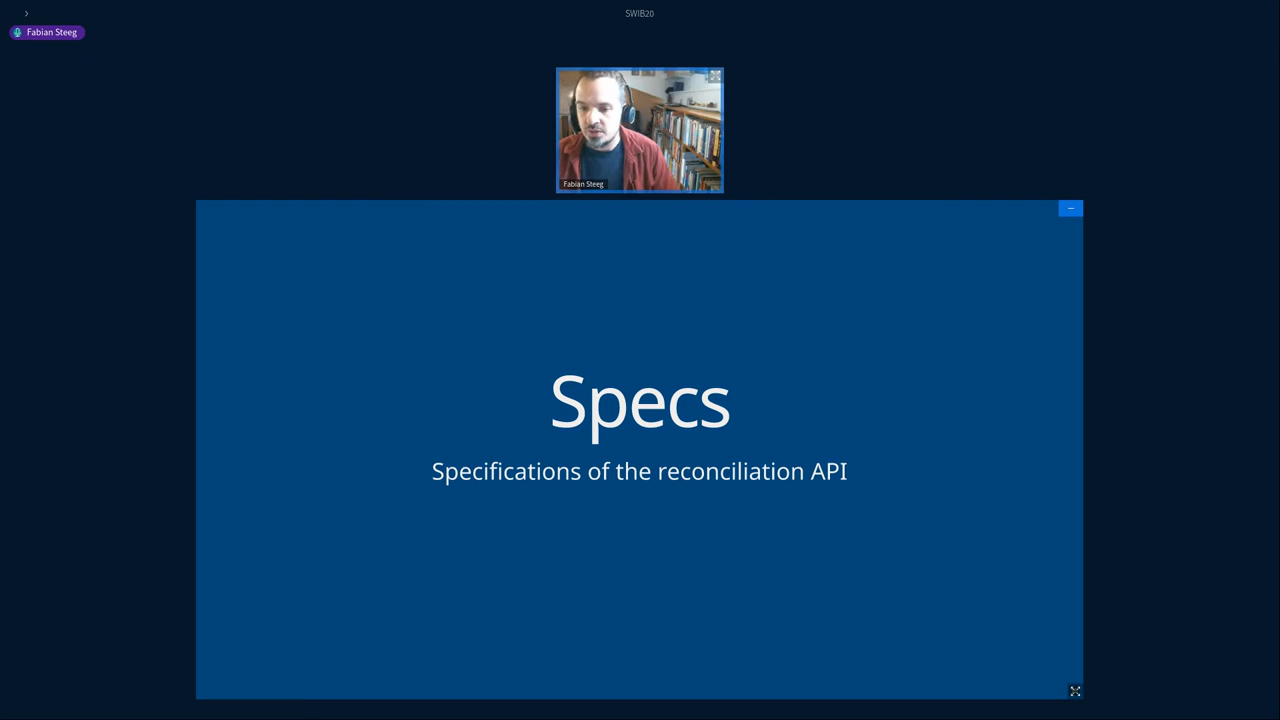 SWIB20
Fabian Steeg
Fabian Steeg
Specs
Specifications of the reconciliation API